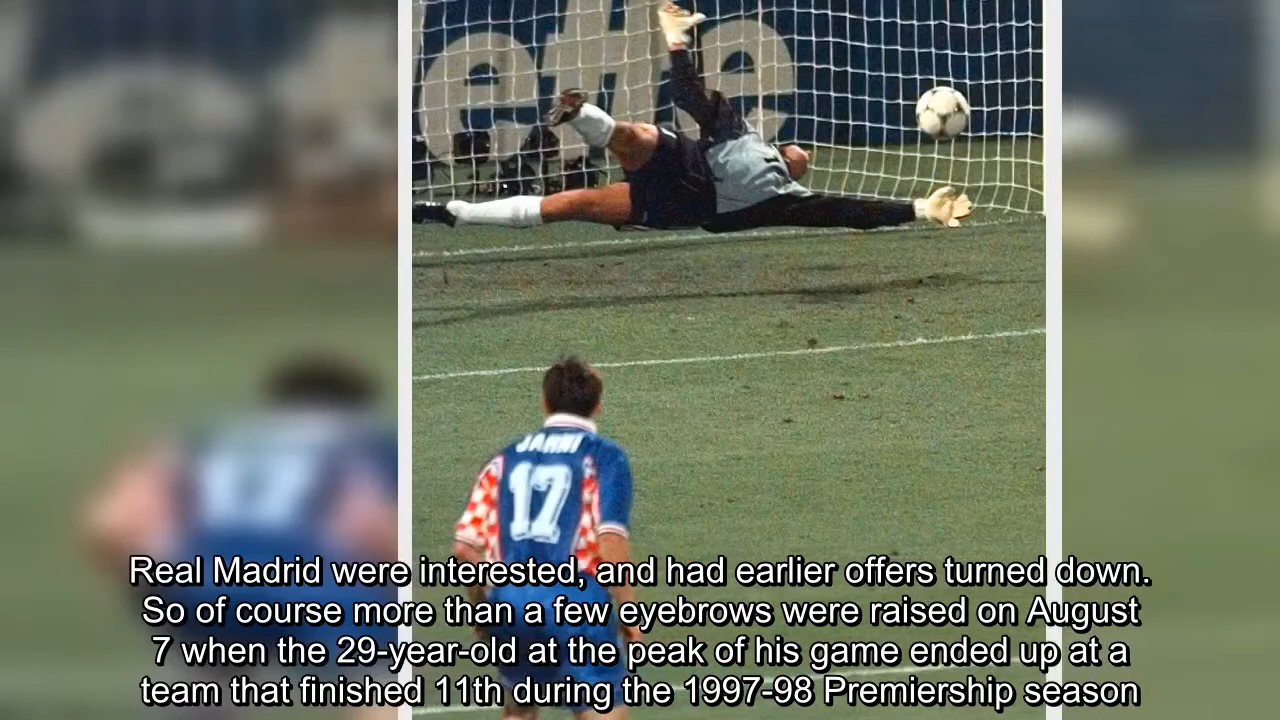 JARNI
17
Real Madrid were interested, and had earlier offers turned down.
So of course more than a few eyebrows were raised on August
7 when the 29-year-old at the peak of his game ended up at a
team that finished 11th during the 1997-98 Premiership season